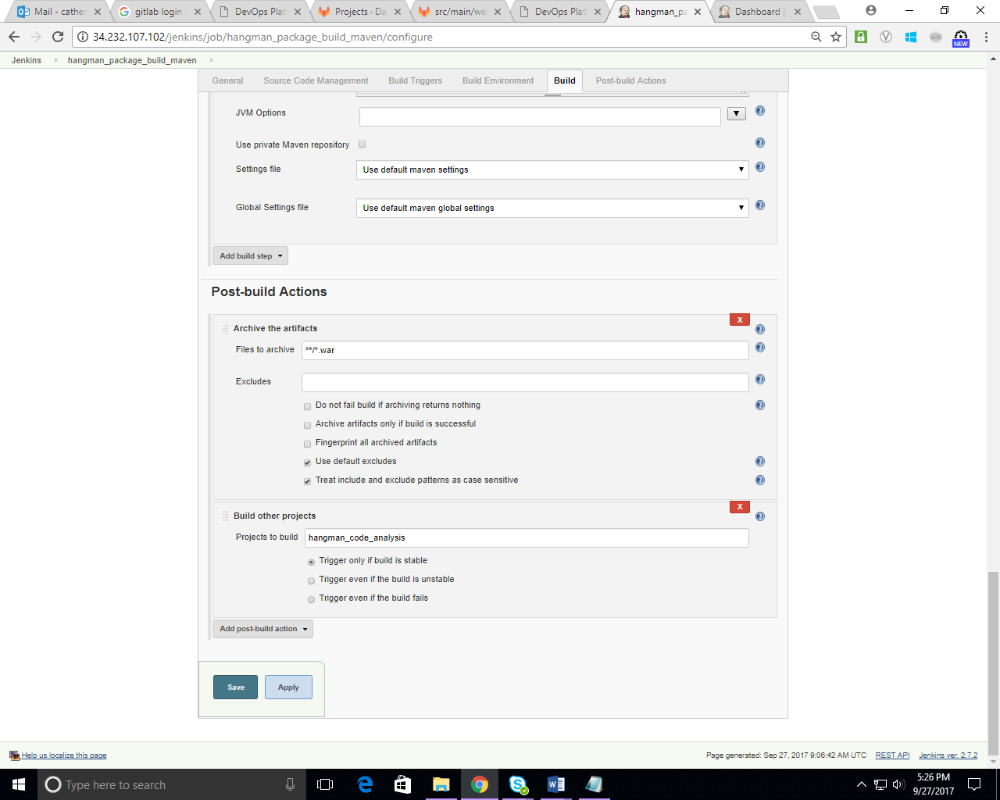 Mail - cather
gitlab login
DevOps Plat
Projects · Da
src/main/we
DevOps Plat
hangman_pa
Dashboard [
34.232.107.102/jenkins/job/hangman_package_build_maven/configure
NEW
Jenkins
hangman_package_build_maven
General
Source Code Management
Build Triggers
Build Environment
Build
Post-build Actions
JVM Options
Use private Maven repository
Settings file
Use default maven settings
Global Settings file
Use default maven global settings
Add build step
Post-build Actions
X
Archive the artifacts
Files to archive
**/*.war
Excludes
Do not fail build if archiving returns nothing
Archive artifacts only if build is successful
Fingerprint all archived artifacts
Use default excludes
Treat include and exclude patterns as case sensitive
X
Build other projects
Projects to build
hangman_code_analysis
Trigger only if build is stable
Trigger even if the build is unstable
Trigger even if the build fails
Add post-build action
Save
Apply
Help us localize this page
Page generated: Sep 27, 2017 9:06:42 AM UTC
REST API
Jenkins ver. 2.7.2
Type here to search
5:26 PM
9/27/2017